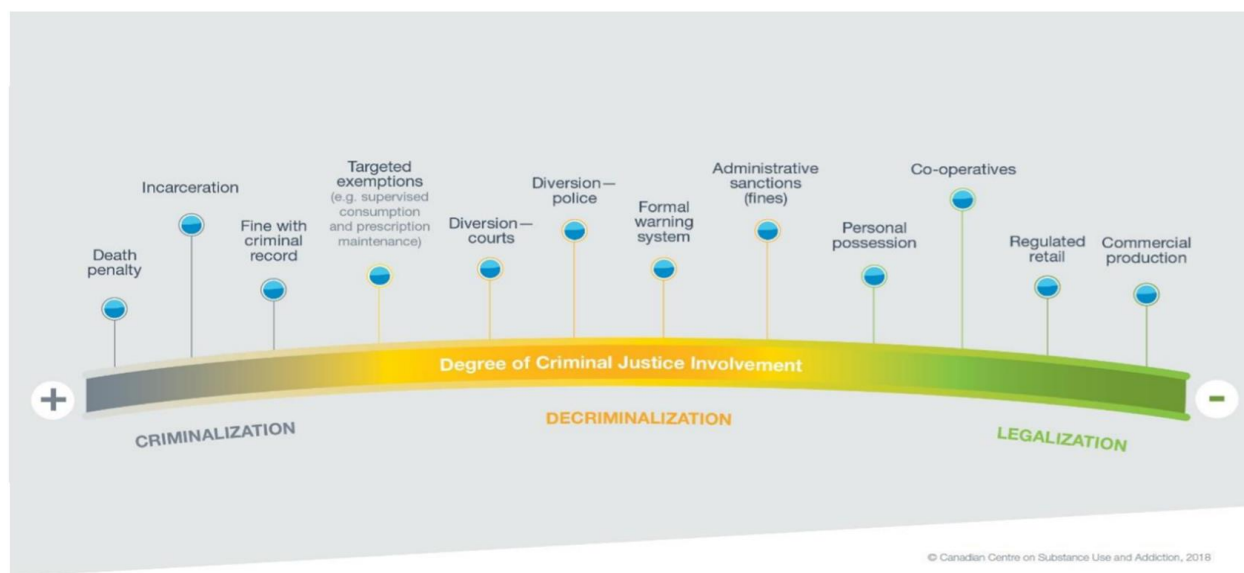 Death
penalty
Incarceration
Fine with
criminal
record
Targeted
exemptions
(e.g. supervised
consumption
and prescription
maintenance)
Diversion—
courts
Diversion—
police
Formal
warning
system
Administrative
sanctions
(fines)
Personal
possession
Co-operatives
Regulated
retail
Commercial
production
Degree of Criminal Justice Involvement
+
-
CRIMINALIZATION
DECRIMINALIZATION
LEGALIZATION
© Canadian Centre on Substance Use and Addiction, 2018